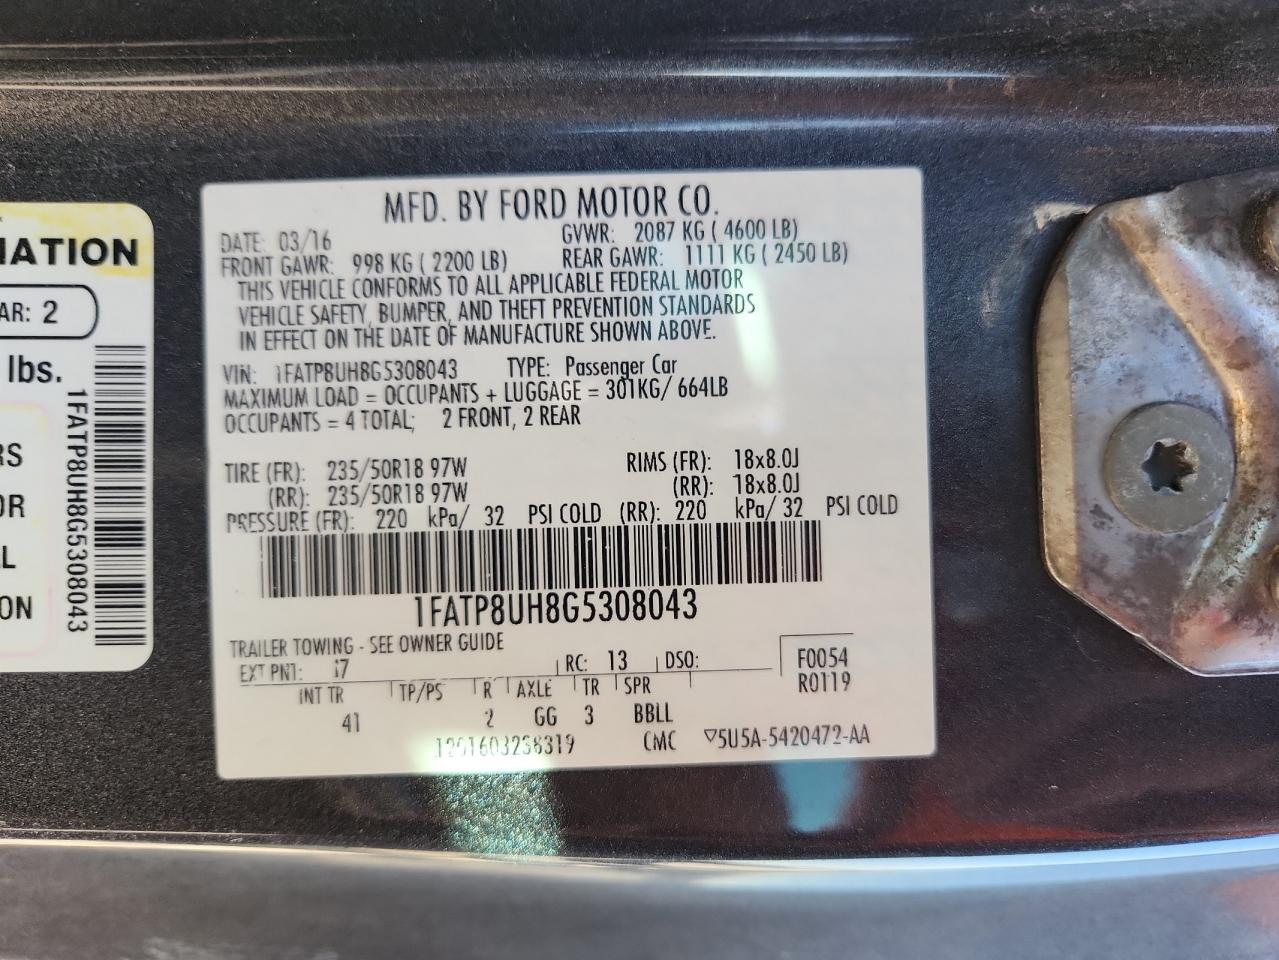 MATION
AR: 2
lbs.
RS
OR
L
ON
1FATP8UH8G5308043
MFD. BY FORD MOTOR CO.
DATE: 03/16 GVWR: 2087 KG ( 4600 LB)
FRONT GAWR: 998 KG ( 2200 LB) REAR GAWR: 1111 KG ( 2450 LB)
THIS VEHICLE CONFORMS TO ALL APPLICABLE FEDERAL MOTOR
VEHICLE SAFETY, BUMPER, AND THEFT PREVENTION STANDARDS
IN EFFECT ON THE DATE OF MANUFACTURE SHOWN ABOVE.
VIN: 1FATP8UH8G5308043 TYPE: Passenger Car
MAXIMUM LOAD = OCCUPANTS + LUGGAGE = 301KG/ 664LB
OCCUPANTS = 4 TOTAL; 2 FRONT, 2 REAR
TIRE (FR): 235/50R18 97W RIMS (FR): 18x8.0J
(RR): 235/50R18 97W (RR): 18x8.0J
PRESSURE (FR): 220 kPa/ 32 PSI COLD (RR): 220 kPa/ 32 PSI COLD
1FATP8UH8G5308043
TRAILER TOWING - SEE OWNER GUIDE
EXT PNT: J7 RC: 13 DSO: F0054
INT TR TP/PS R AXLE TR SPR R0119
41 2 GG 3 BBLL
CMC ▽5U5A-5420472-AA